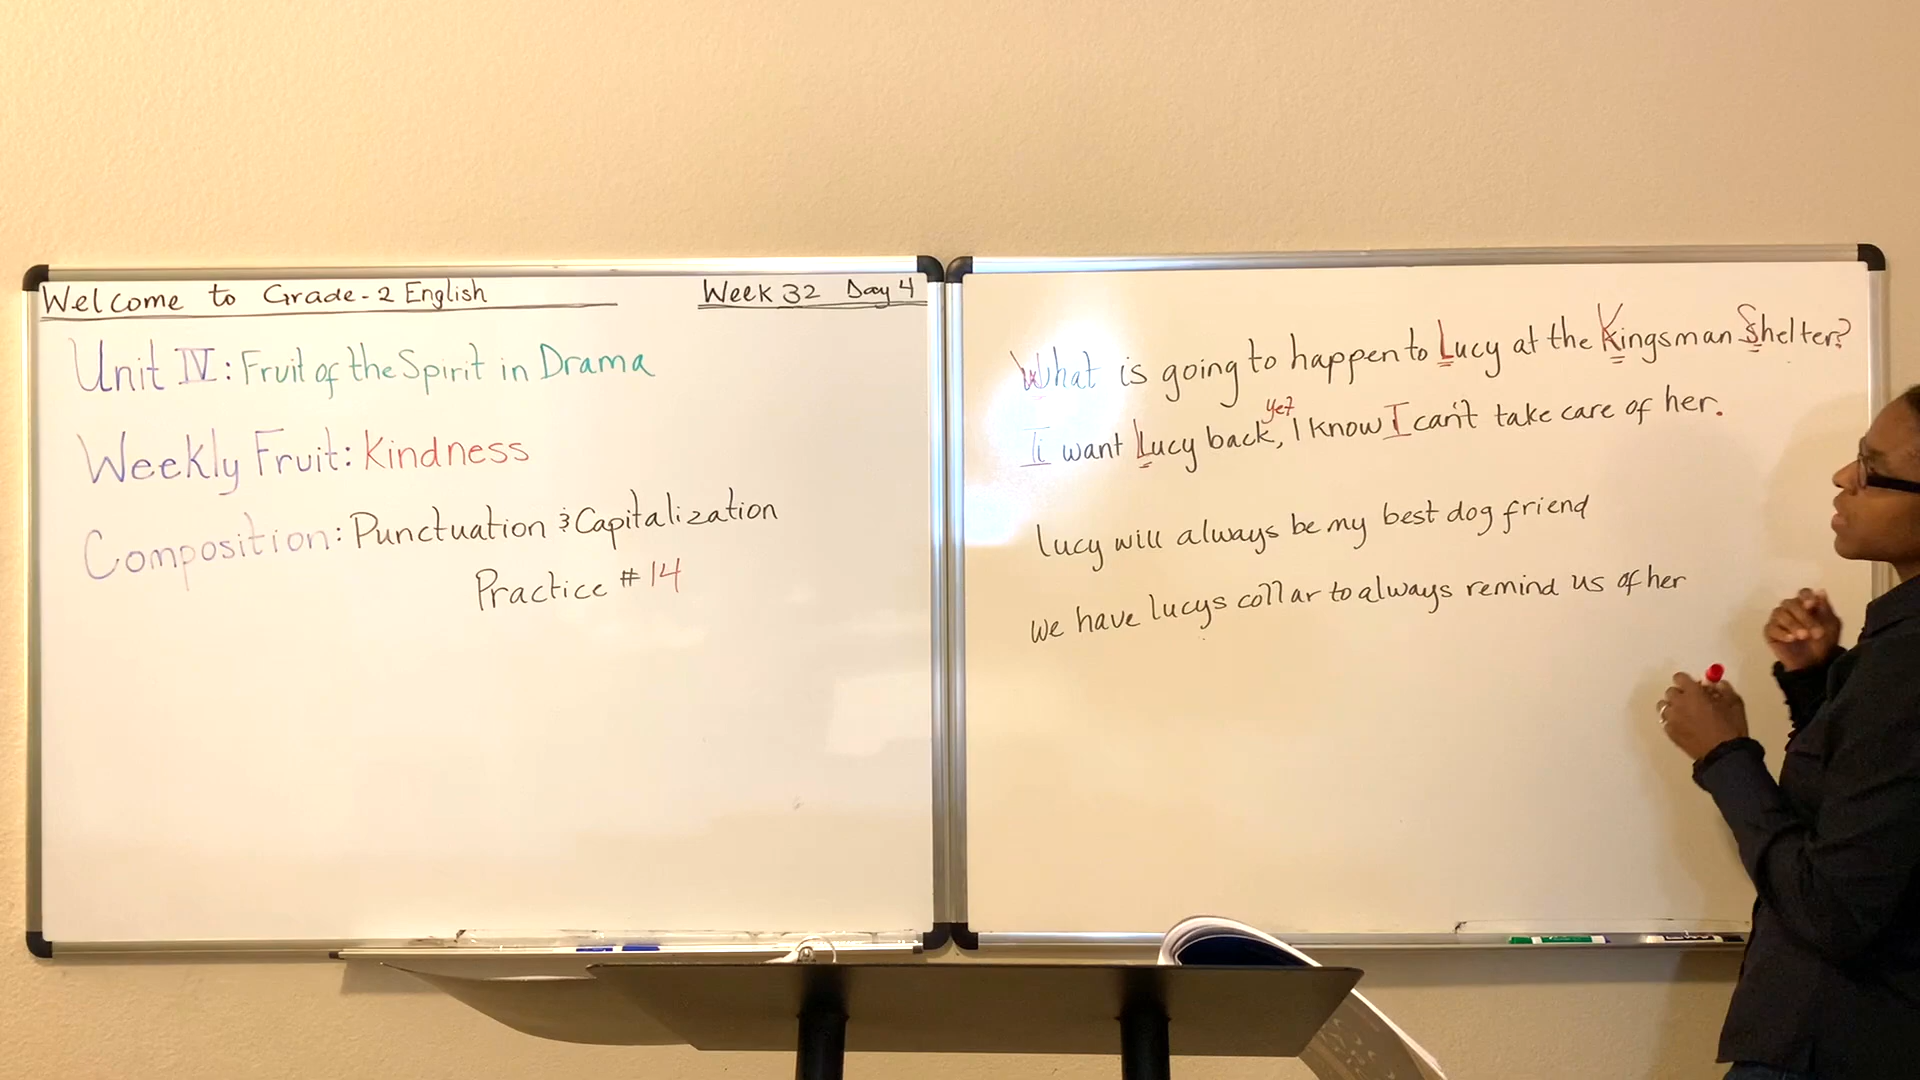 Welcome to Grade-2 English
Week 32 Day 4
Unit IV: Fruit of the Spirit in Drama
Weekly Fruit: Kindness
Composition: Punctuation & Capitalization
Practice #14
What is going to happen to Lucy at the Kingsman Shelter?
yet
Ii want Lucy back, I know I can't take care of her.
lucy will always be my best dog friend
we have lucys collar to always remind us of her